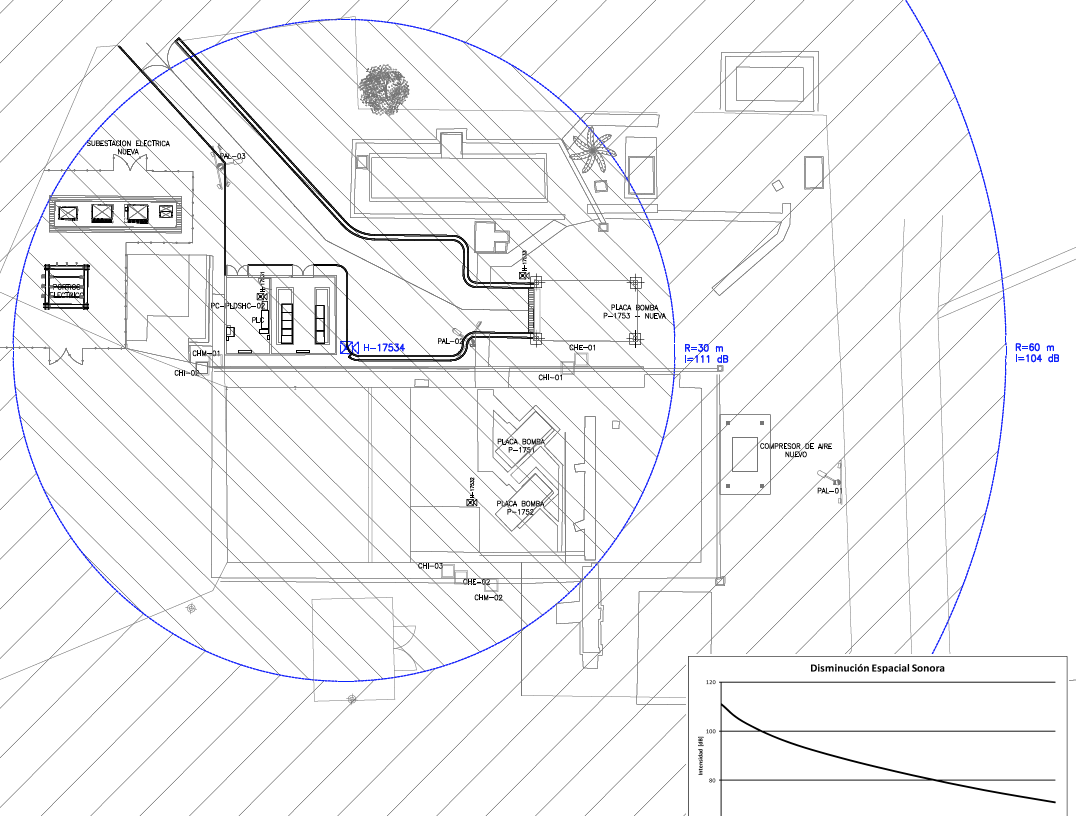 SUBESTACION ELECTRICA
NUEVA
PAL-03
PORTICO
ELECTRICO
PC-PLDSHC-02
PLC
H-17531
H-17533
PLACA BOMBA
P-1753 - NUEVA
PAL-02
H-17534
CHE-01
CHM-01
CHI-02
CHI-01
R=30 m
I=111 dB
R=60 m
I=104 dB
PLACA BOMBA
P-1751
COMPRESOR DE AIRE
NUEVO
PAL-01
H-17532
PLACA BOMBA
P-1752
CHI-03
CHE-02
CHM-02
Disminución Espacial Sonora
120
100
80
Intensidad [dB]